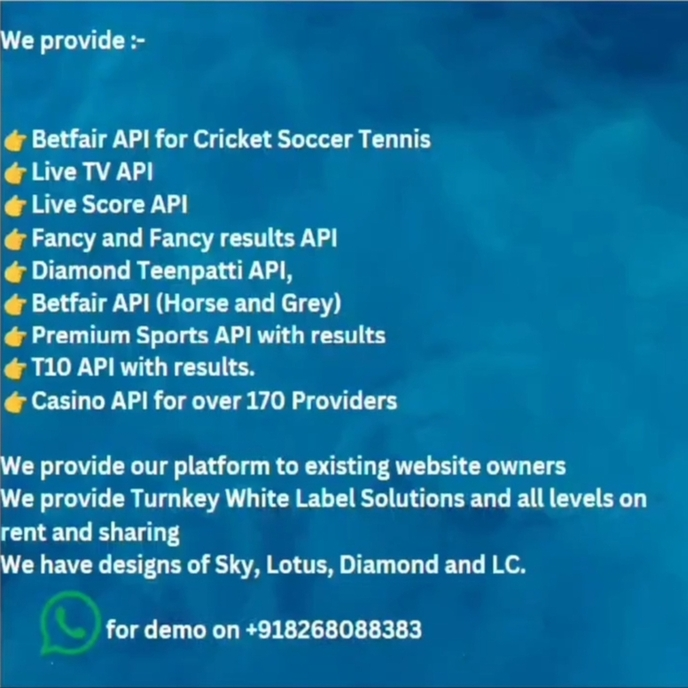 We provide :-
👉 Betfair API for Cricket Soccer Tennis
👉 Live TV API
👉 Live Score API
👉 Fancy and Fancy results API
👉 Diamond Teenpatti API,
👉 Betfair API (Horse and Grey)
👉 Premium Sports API with results
👉 T10 API with results.
👉 Casino API for over 170 Providers
We provide our platform to existing website owners
We provide Turnkey White Label Solutions and all levels on
rent and sharing
We have designs of Sky, Lotus, Diamond and LC.
for demo on +918268088383